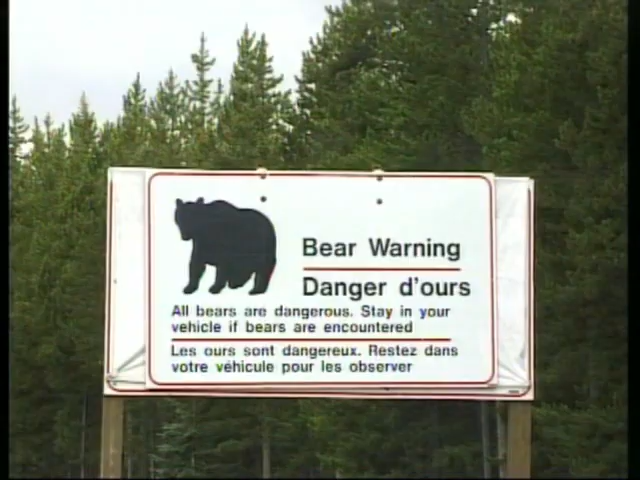 Bear Warning
Danger d'ours
All bears are dangerous. Stay in your
vehicle if bears are encountered
Les ours sont dangereux. Restez dans
votre véhicule pour les observer